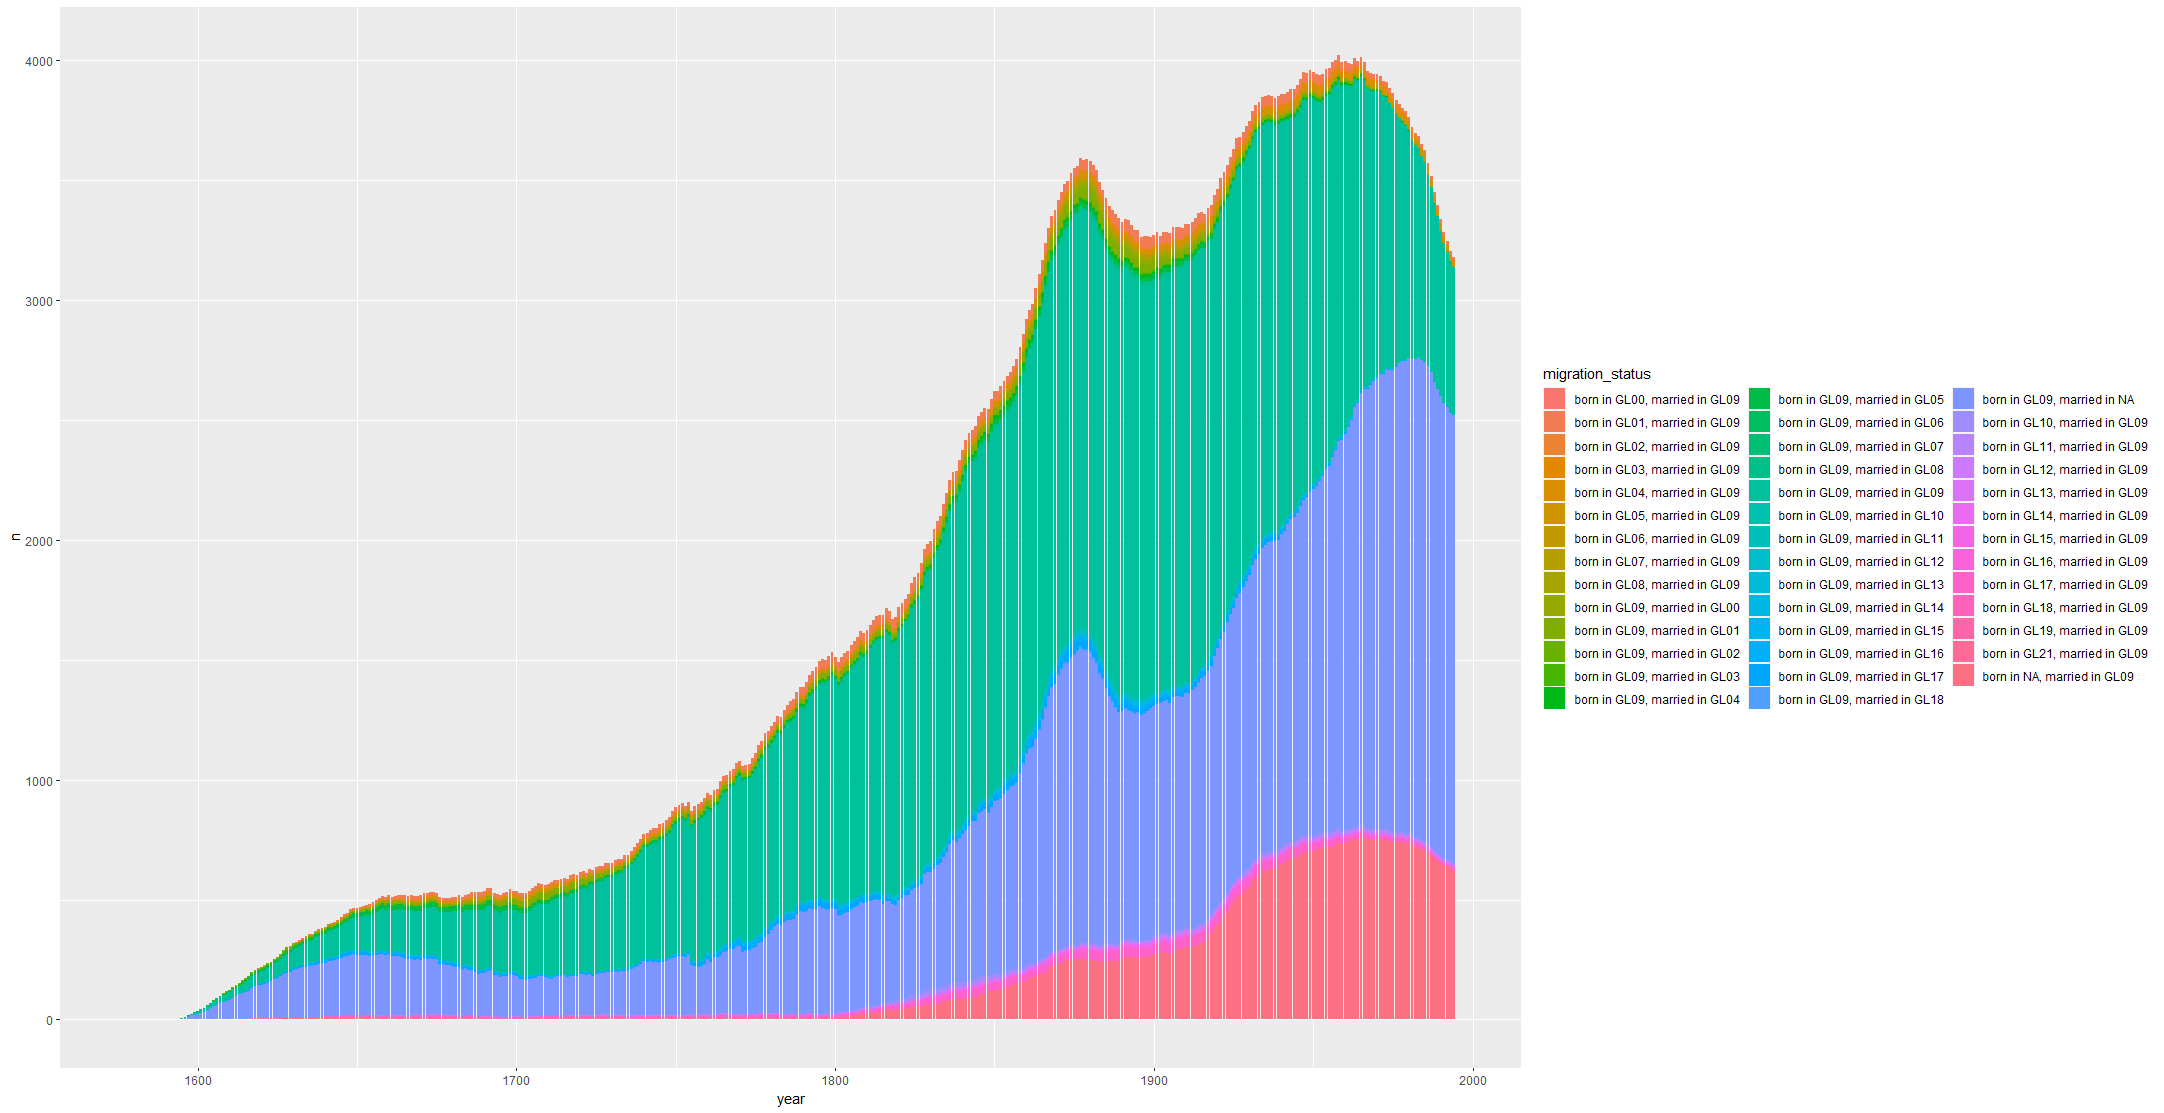 4000
3000
2000
1000
0
n
1600
1700
1800
1900
2000
year
migration_status
born in GL00, married in GL09
born in GL01, married in GL09
born in GL02, married in GL09
born in GL03, married in GL09
born in GL04, married in GL09
born in GL05, married in GL09
born in GL06, married in GL09
born in GL07, married in GL09
born in GL08, married in GL09
born in GL09, married in GL00
born in GL09, married in GL01
born in GL09, married in GL02
born in GL09, married in GL03
born in GL09, married in GL04
born in GL09, married in GL05
born in GL09, married in GL06
born in GL09, married in GL07
born in GL09, married in GL08
born in GL09, married in GL09
born in GL09, married in GL10
born in GL09, married in GL11
born in GL09, married in GL12
born in GL09, married in GL13
born in GL09, married in GL14
born in GL09, married in GL15
born in GL09, married in GL16
born in GL09, married in GL17
born in GL09, married in GL18
born in GL09, married in NA
born in GL10, married in GL09
born in GL11, married in GL09
born in GL12, married in GL09
born in GL13, married in GL09
born in GL14, married in GL09
born in GL15, married in GL09
born in GL16, married in GL09
born in GL17, married in GL09
born in GL18, married in GL09
born in GL19, married in GL09
born in GL21, married in GL09
born in NA, married in GL09